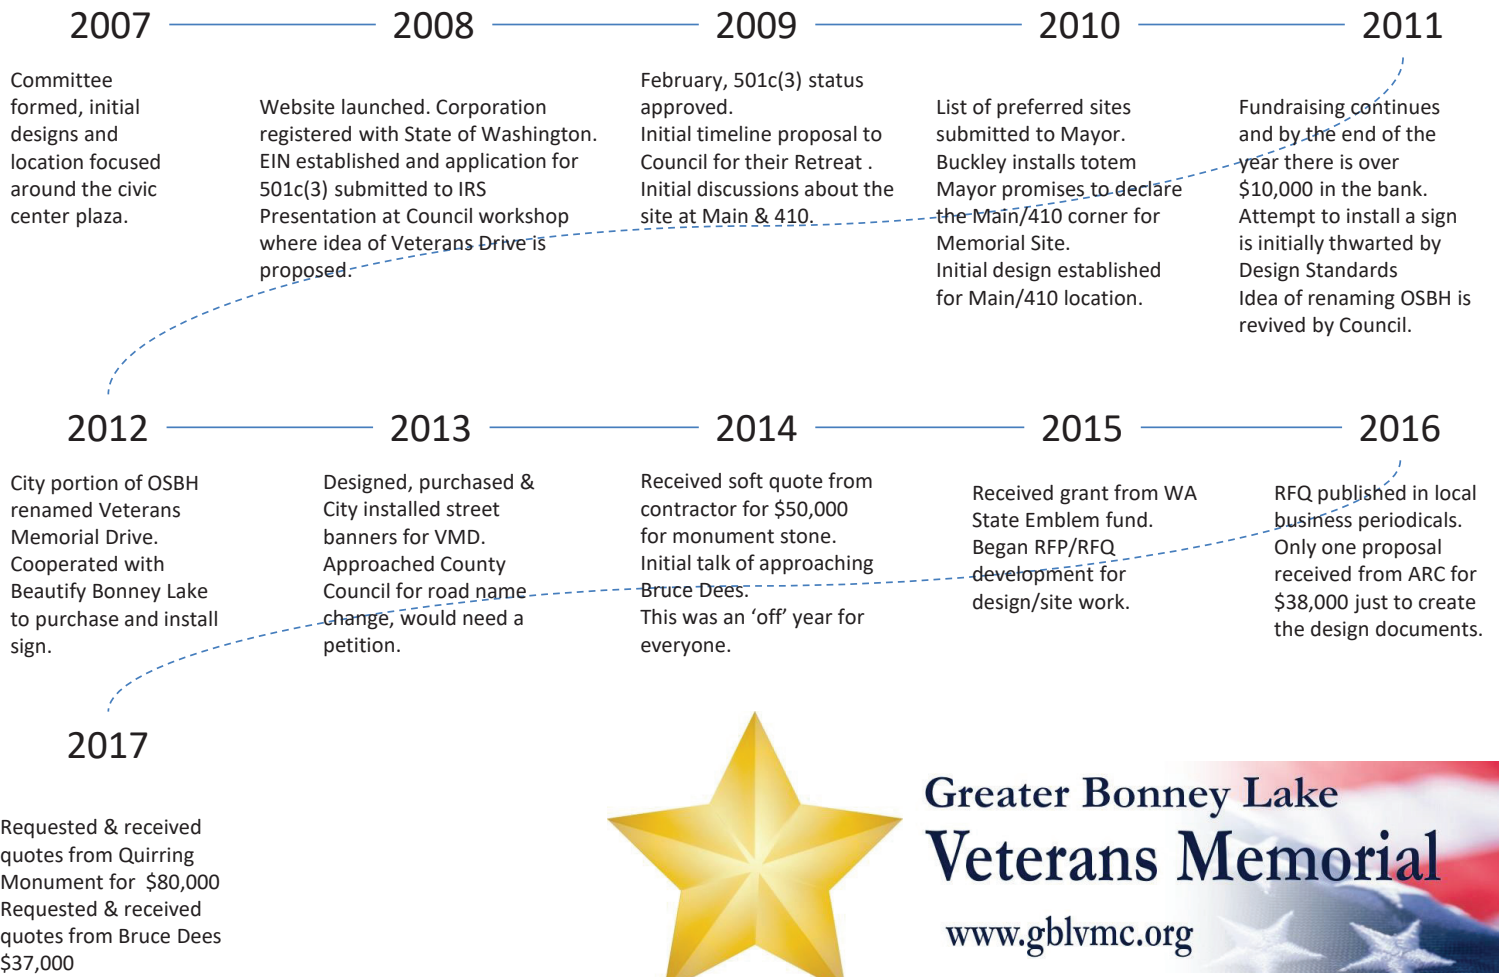 2007
Committee
formed, initial
designs and
location focused
around the civic
center plaza.
2008
Website launched. Corporation
registered with State of Washington.
EIN established and application for
501c(3) submitted to IRS
Presentation at Council workshop
where idea of Veterans Drive is
proposed.
2009
February, 501c(3) status
approved.
Initial timeline proposal to
Council for their Retreat .
Initial discussions about the
site at Main & 410.
2010
List of preferred sites
submitted to Mayor.
Buckley installs totem
Mayor promises to declare
the Main/410 corner for
Memorial Site.
Initial design established
for Main/410 location.
2011
Fundraising continues
and by the end of the
year there is over
$10,000 in the bank.
Attempt to install a sign
is initially thwarted by
Design Standards
Idea of renaming OSBH is
revived by Council.
2012
City portion of OSBH
renamed Veterans
Memorial Drive.
Cooperated with
Beautify Bonney Lake
to purchase and install
sign.
2013
Designed, purchased &
City installed street
banners for VMD.
Approached County
Council for road name
change, would need a
petition.
2014
Received soft quote from
contractor for $50,000
for monument stone.
Initial talk of approaching
Bruce Dees.
This was an ‘off’ year for
everyone.
2015
Received grant from WA
State Emblem fund.
Began RFP/RFQ
development for
design/site work.
2016
RFQ published in local
business periodicals.
Only one proposal
received from ARC for
$38,000 just to create
the design documents.
2017
Requested & received
quotes from Quirring
Monument for $80,000
Requested & received
quotes from Bruce Dees
$37,000
Greater Bonney Lake
Veterans Memorial
www.gblvmc.org